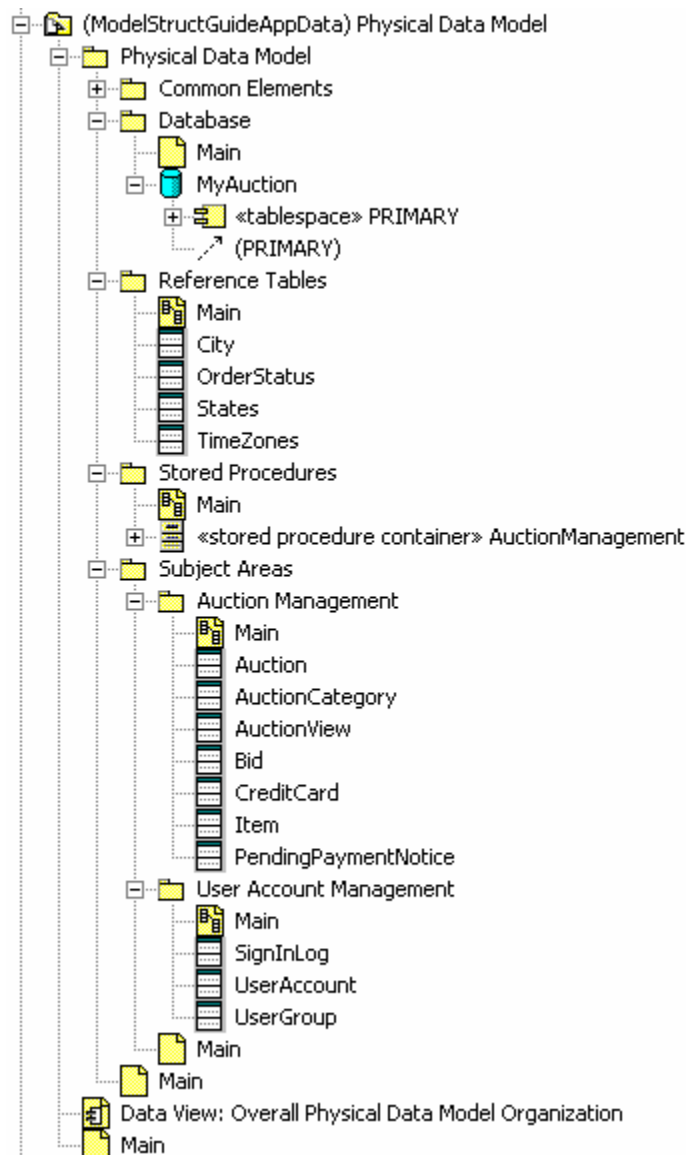 (ModelStructGuideAppData) Physical Data Model
Physical Data Model
Common Elements
Database
Main
MyAuction
«tablespace» PRIMARY
(PRIMARY)
Reference Tables
Main
City
OrderStatus
States
TimeZones
Stored Procedures
Main
«stored procedure container» AuctionManagement
Subject Areas
Auction Management
Main
Auction
AuctionCategory
AuctionView
Bid
CreditCard
Item
PendingPaymentNotice
User Account Management
Main
SignInLog
UserAccount
UserGroup
Main
Main
Data View: Overall Physical Data Model Organization
Main